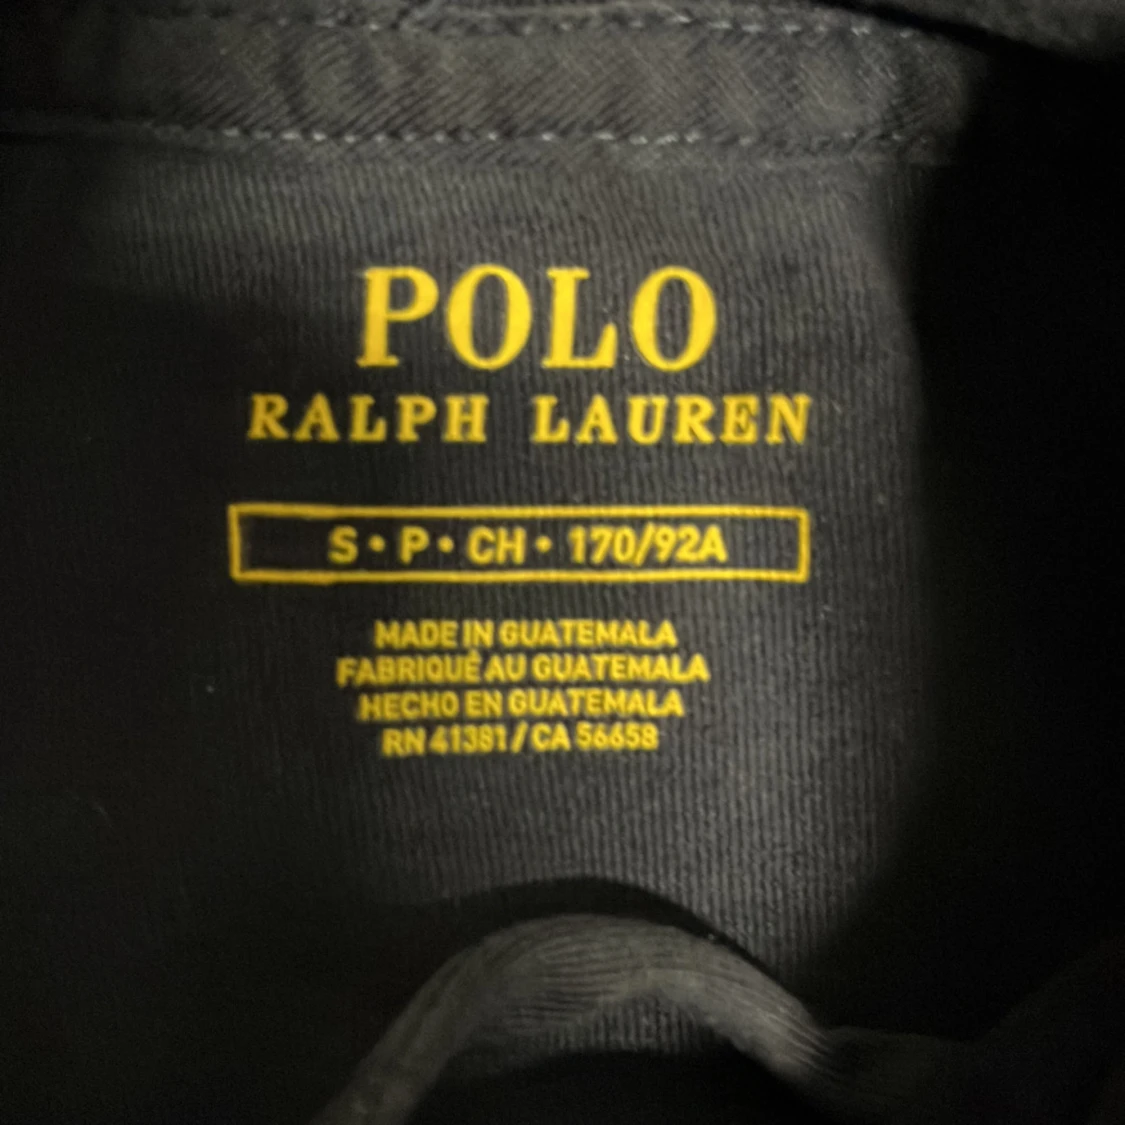 POLO
RALPH LAUREN
S • P • CH • 170/92A
MADE IN GUATEMALA
FABRIQUÉ AU GUATEMALA
HECHO EN GUATEMALA
RN 41381 / CA 56658